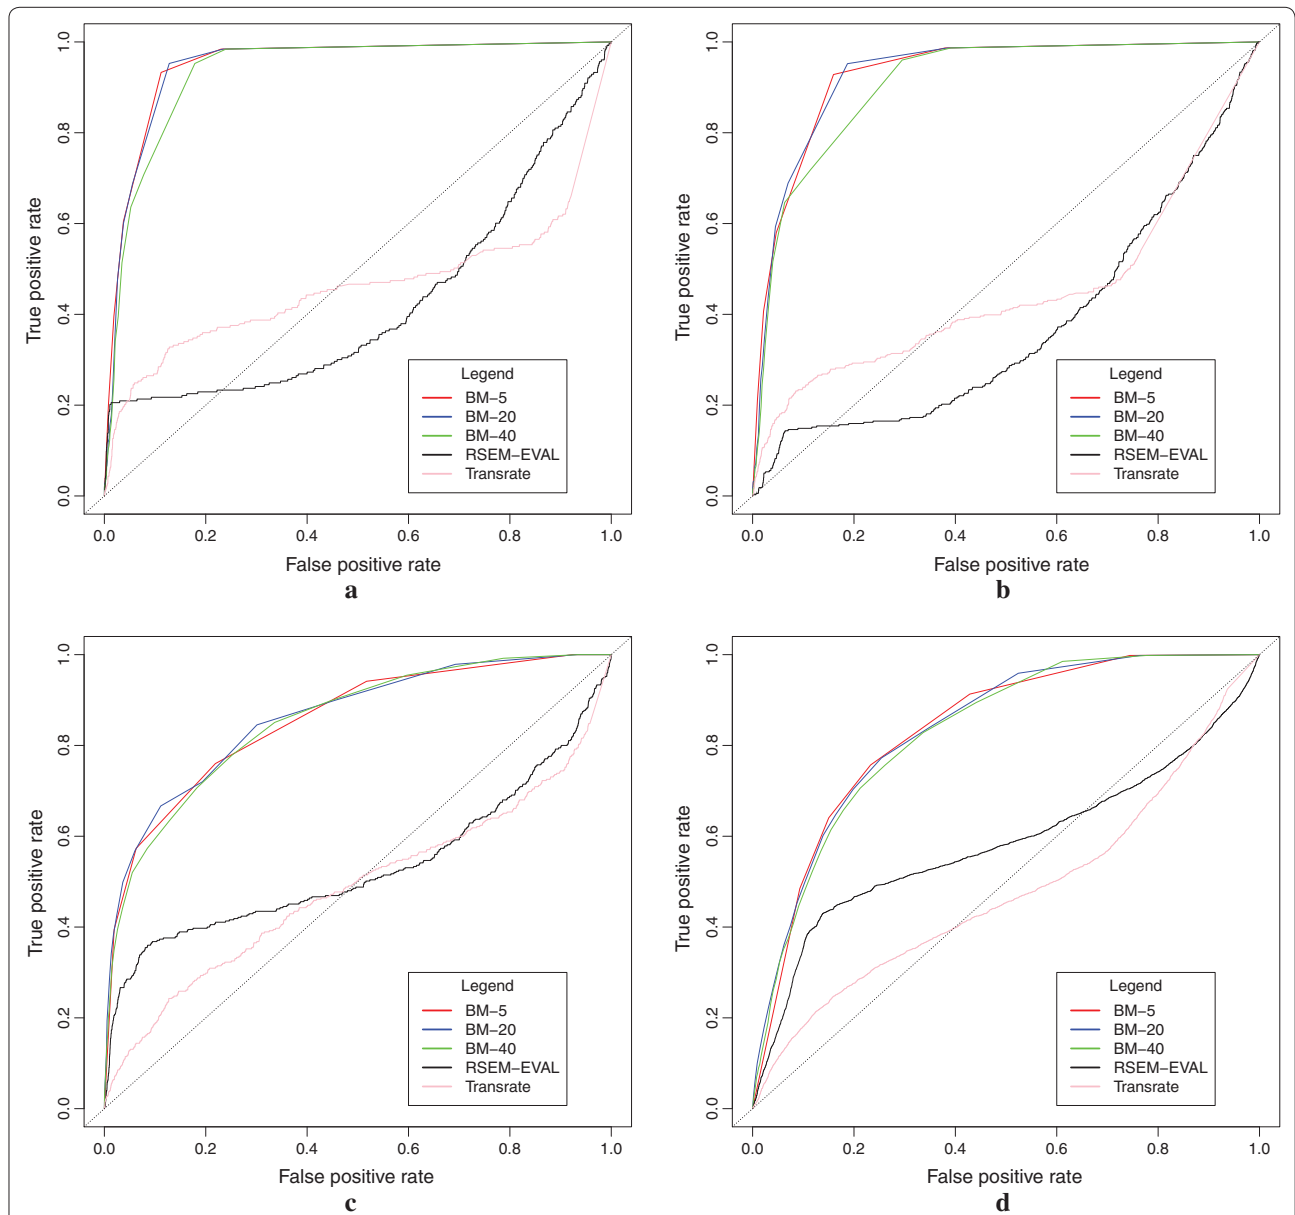 1.0
0.8
0.6
0.4
0.2
0.0
True positive rate
Legend
BM−5
BM−20
BM−40
RSEM−EVAL
Transrate
0.0 0.2 0.4 0.6 0.8 1.0
False positive rate
a
1.0
0.8
0.6
0.4
0.2
0.0
True positive rate
Legend
BM−5
BM−20
BM−40
RSEM−EVAL
Transrate
0.0 0.2 0.4 0.6 0.8 1.0
False positive rate
b
1.0
0.8
0.6
0.4
0.2
0.0
True positive rate
Legend
BM−5
BM−20
BM−40
RSEM−EVAL
Transrate
0.0 0.2 0.4 0.6 0.8 1.0
False positive rate
c
1.0
0.8
0.6
0.4
0.2
0.0
True positive rate
Legend
BM−5
BM−20
BM−40
RSEM−EVAL
Transrate
0.0 0.2 0.4 0.6 0.8 1.0
False positive rate
d